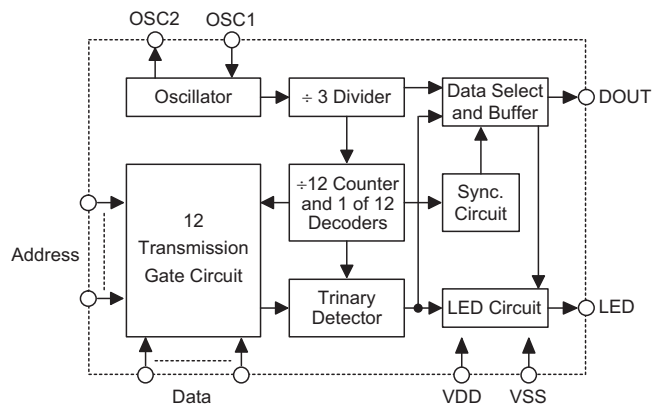 OSC2 OSC1
Oscillator
÷ 3 Divider
Data Select
and Buffer
DOUT
÷12 Counter
and 1 of 12
Decoders
Sync.
Circuit
12
Transmission
Gate Circuit
Address
Trinary
Detector
LED Circuit
LED
Data
VDD VSS